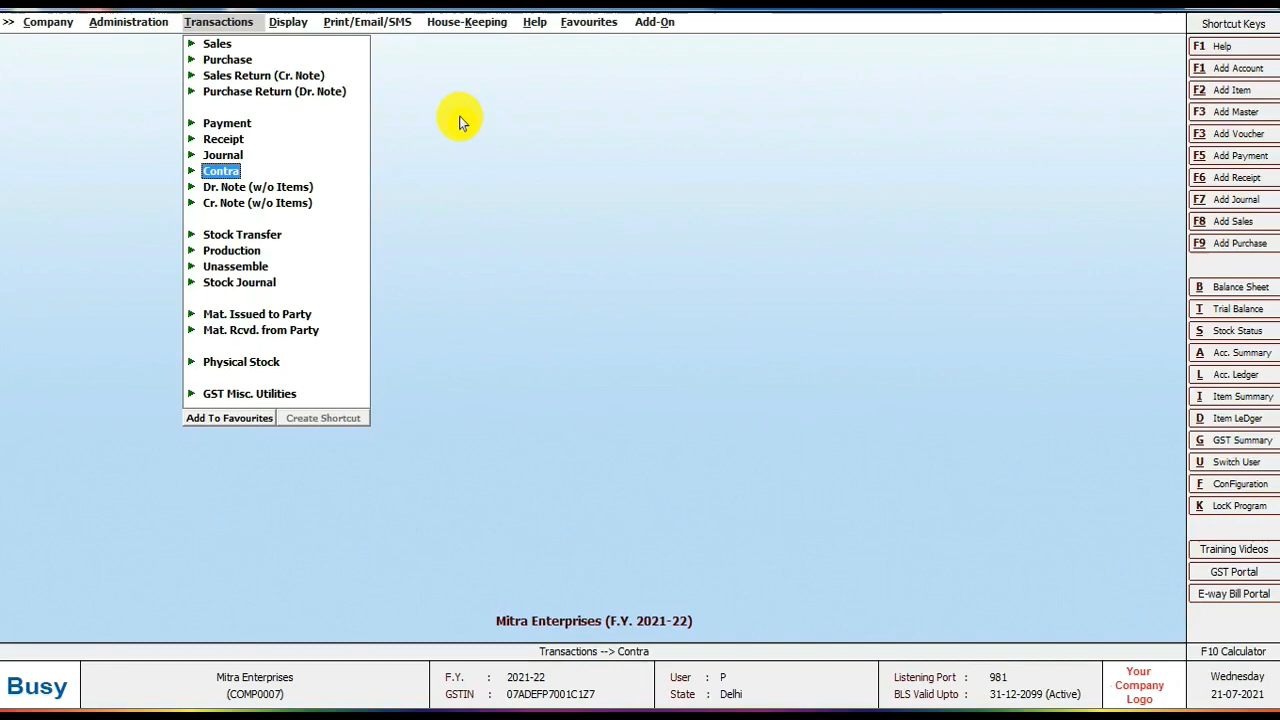 >> Company Administration Transactions Display Print/Email/SMS House-Keeping Help Favourites Add-On
Sales
Purchase
Sales Return (Cr. Note)
Purchase Return (Dr. Note)
Payment
Receipt
Journal
Contra
Dr. Note (w/o Items)
Cr. Note (w/o Items)
Stock Transfer
Production
Unassemble
Stock Journal
Mat. Issued to Party
Mat. Rcvd. from Party
Physical Stock
GST Misc. Utilities
Add To Favourites Create Shortcut
Shortcut Keys
F1 Help
F1 Add Account
F2 Add Item
F3 Add Master
F3 Add Voucher
F5 Add Payment
F6 Add Receipt
F7 Add Journal
F8 Add Sales
F9 Add Purchase
B Balance Sheet
T Trial Balance
S Stock Status
A Acc. Summary
L Acc. Ledger
I Item Summary
D Item LeDger
G GST Summary
U Switch User
F ConFiguration
K LocK Program
Training Videos
GST Portal
E-way Bill Portal
Mitra Enterprises (F.Y. 2021-22)
Transactions --> Contra
F10 Calculator
Busy
Mitra Enterprises
(COMP0007)
F.Y. : 2021-22
GSTIN : 07ADEFP7001C1Z7
User : P
State : Delhi
Listening Port : 981
BLS Valid Upto : 31-12-2099 (Active)
Your
Company
Logo
Wednesday
21-07-2021